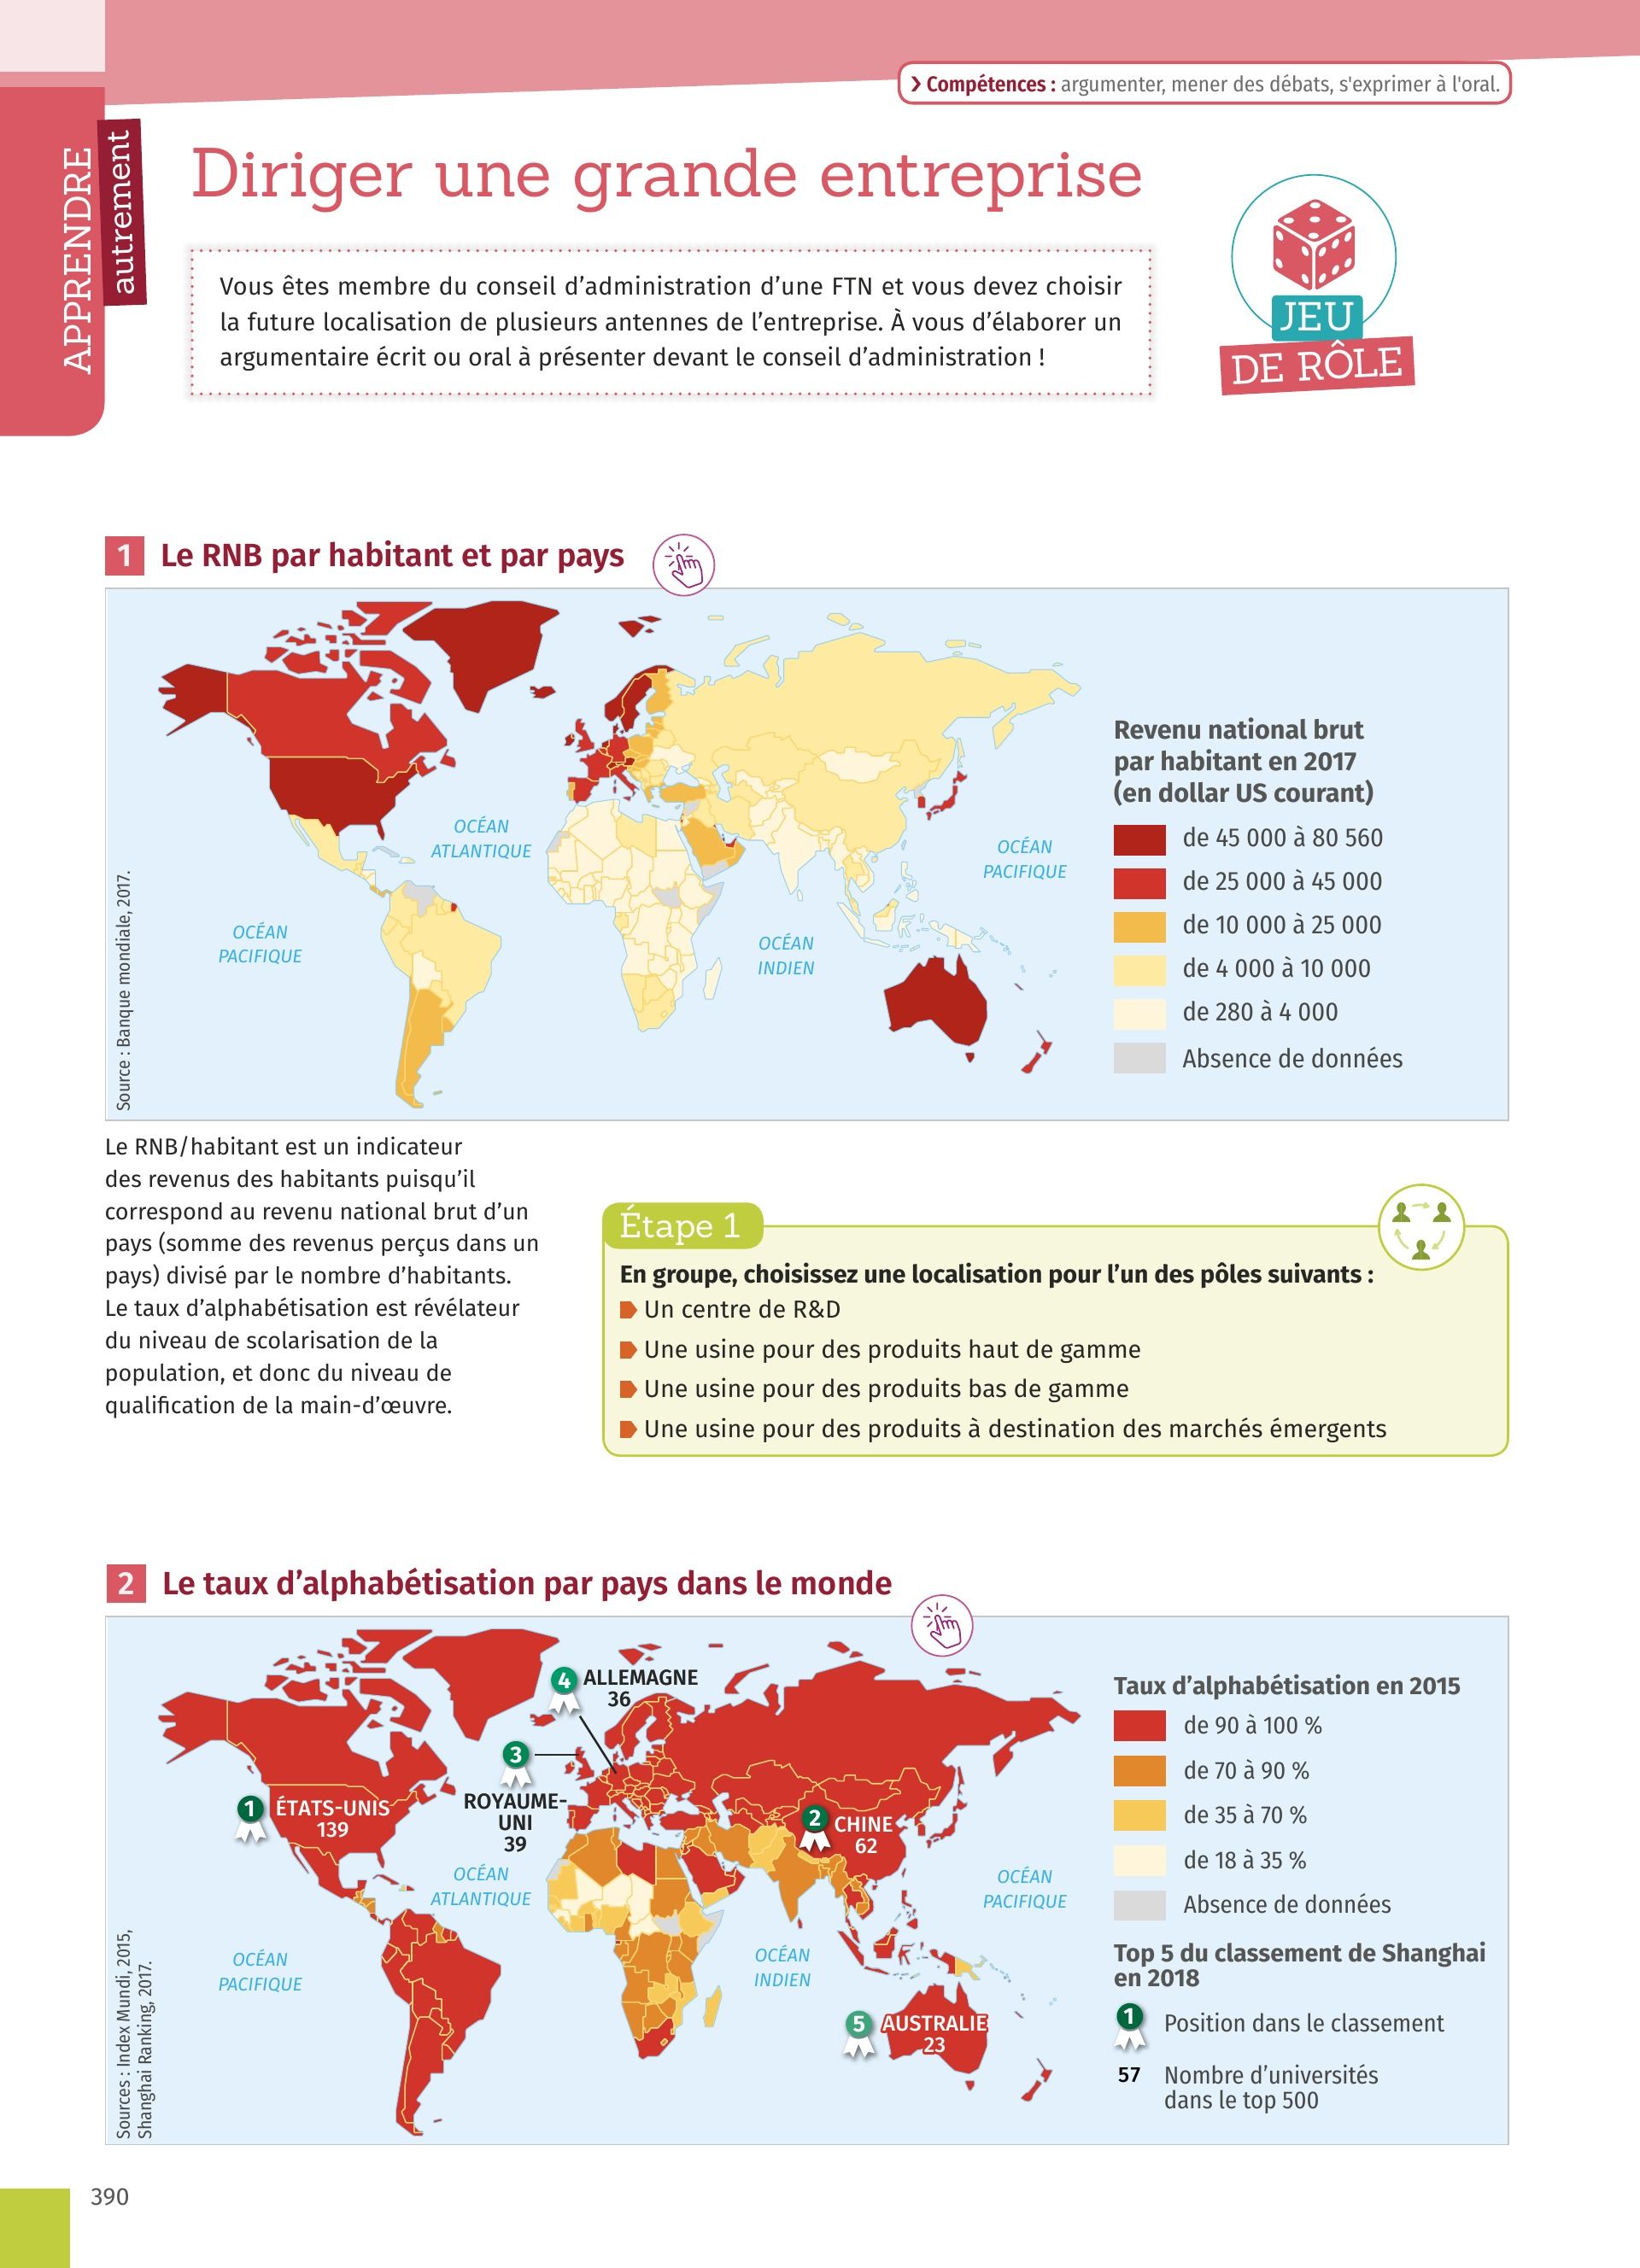 ❯ Compétences : argumenter, mener des débats, s'exprimer à l'oral.
APPRENDRE
autrement
Diriger une grande entreprise
Vous êtes membre du conseil d’administration d’une FTN et vous devez choisir
la future localisation de plusieurs antennes de l’entreprise. À vous d’élaborer un
argumentaire écrit ou oral à présenter devant le conseil d’administration !
JEU
DE RÔLE
1 Le RNB par habitant et par pays
OCÉAN
ATLANTIQUE
OCÉAN
PACIFIQUE
OCÉAN
PACIFIQUE
OCÉAN
INDIEN
Source : Banque mondiale, 2017.
Revenu national brut
par habitant en 2017
(en dollar US courant)
de 45 000 à 80 560
de 25 000 à 45 000
de 10 000 à 25 000
de 4 000 à 10 000
de 280 à 4 000
Absence de données
Le RNB/habitant est un indicateur
des revenus des habitants puisqu’il
correspond au revenu national brut d’un
pays (somme des revenus perçus dans un
pays) divisé par le nombre d’habitants.
Le taux d’alphabétisation est révélateur
du niveau de scolarisation de la
population, et donc du niveau de
qualification de la main-d’œuvre.
Étape 1
En groupe, choisissez une localisation pour l’un des pôles suivants :
Un centre de R&D
Une usine pour des produits haut de gamme
Une usine pour des produits bas de gamme
Une usine pour des produits à destination des marchés émergents
2 Le taux d’alphabétisation par pays dans le monde
4 ALLEMAGNE
36
3
ROYAUME-
UNI
39
1 ÉTATS-UNIS
139
2 CHINE
62
OCÉAN
ATLANTIQUE
OCÉAN
PACIFIQUE
OCÉAN
PACIFIQUE
OCÉAN
INDIEN
5 AUSTRALIE
23
Sources : Index Mundi, 2015,
Shanghai Ranking, 2017.
Taux d’alphabétisation en 2015
de 90 à 100 %
de 70 à 90 %
de 35 à 70 %
de 18 à 35 %
Absence de données
Top 5 du classement de Shanghai
en 2018
1 Position dans le classement
57 Nombre d’universités
dans le top 500
390